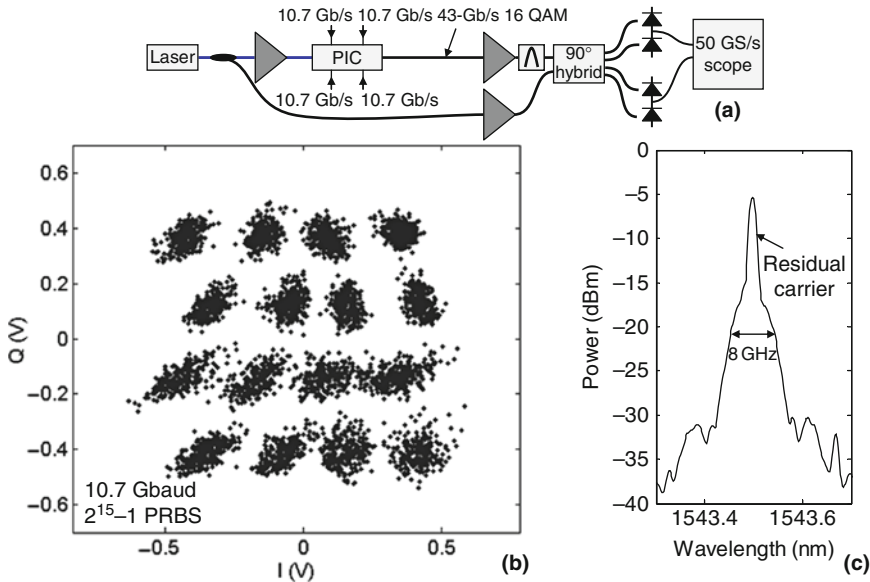 10.7 Gb/s 10.7 Gb/s 43-Gb/s 16 QAM
Laser
PIC
90°
hybrid
50 GS/s
scope
10.7 Gb/s 10.7 Gb/s
(a)
0.6
0.4
0.2
0
−0.2
−0.4
−0.6
Q (V)
10.7 Gbaud
2^15–1 PRBS
−0.5
0
0.5
I (V)
(b)
0
−5
−10
−15
−20
−25
−30
−35
−40
Power (dBm)
Residual
carrier
8 GHz
1543.4
1543.6
Wavelength (nm)
(c)